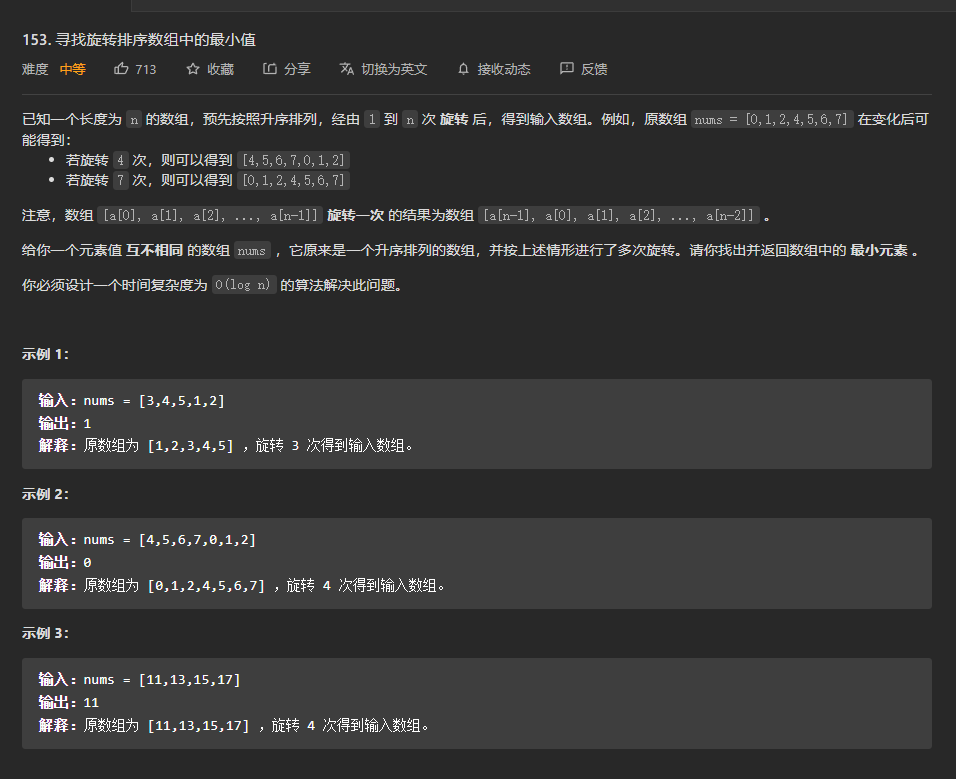 153. 寻找旋转排序数组中的最小值
难度 中等 713 收藏 分享 切换为英文 接收动态 反馈
已知一个长度为 n 的数组，预先按照升序排列，经由 1 到 n 次 旋转 后，得到输入数组。例如，原数组 nums = [0,1,2,4,5,6,7] 在变化后可
能得到：
• 若旋转 4 次，则可以得到 [4,5,6,7,0,1,2]
• 若旋转 7 次，则可以得到 [0,1,2,4,5,6,7]
注意，数组 [a[0], a[1], a[2], ..., a[n-1]] 旋转一次 的结果为数组 [a[n-1], a[0], a[1], a[2], ..., a[n-2]] 。
给你一个元素值 互不相同 的数组 nums ，它原来是一个升序排列的数组，并按上述情形进行了多次旋转。请你找出并返回数组中的 最小元素 。
你必须设计一个时间复杂度为 O(log n) 的算法解决此问题。
示例 1：
输入：nums = [3,4,5,1,2]
输出：1
解释：原数组为 [1,2,3,4,5] ，旋转 3 次得到输入数组。
示例 2：
输入：nums = [4,5,6,7,0,1,2]
输出：0
解释：原数组为 [0,1,2,4,5,6,7] ，旋转 4 次得到输入数组。
示例 3：
输入：nums = [11,13,15,17]
输出：11
解释：原数组为 [11,13,15,17] ，旋转 4 次得到输入数组。